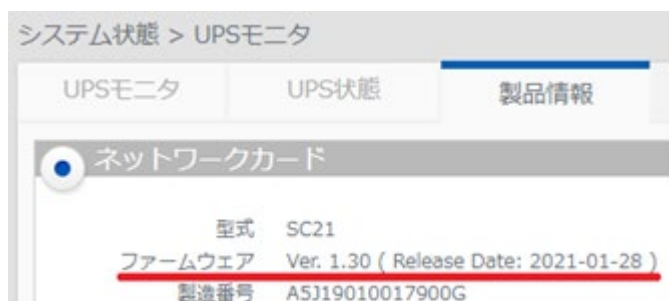 システム状態 > UPSモニタ
UPSモニタ UPS状態 製品情報
ネットワークカード
型式 SC21
ファームウェア Ver. 1.30 ( Release Date: 2021-01-28 )
製造番号 A5J19010017900G